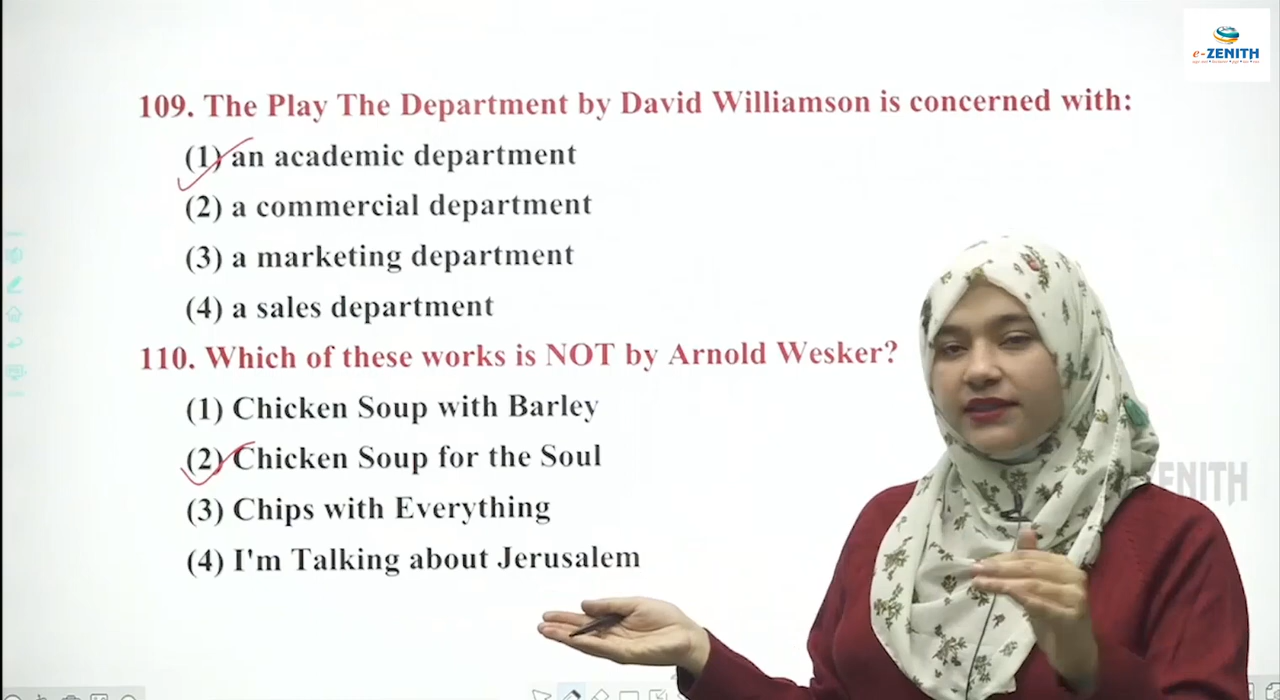 e-ZENITH
109. The Play The Department by David Williamson is concerned with:
(1) an academic department
(2) a commercial department
(3) a marketing department
(4) a sales department
110. Which of these works is NOT by Arnold Wesker?
(1) Chicken Soup with Barley
(2) Chicken Soup for the Soul
(3) Chips with Everything
(4) I'm Talking about Jerusalem
ENITH